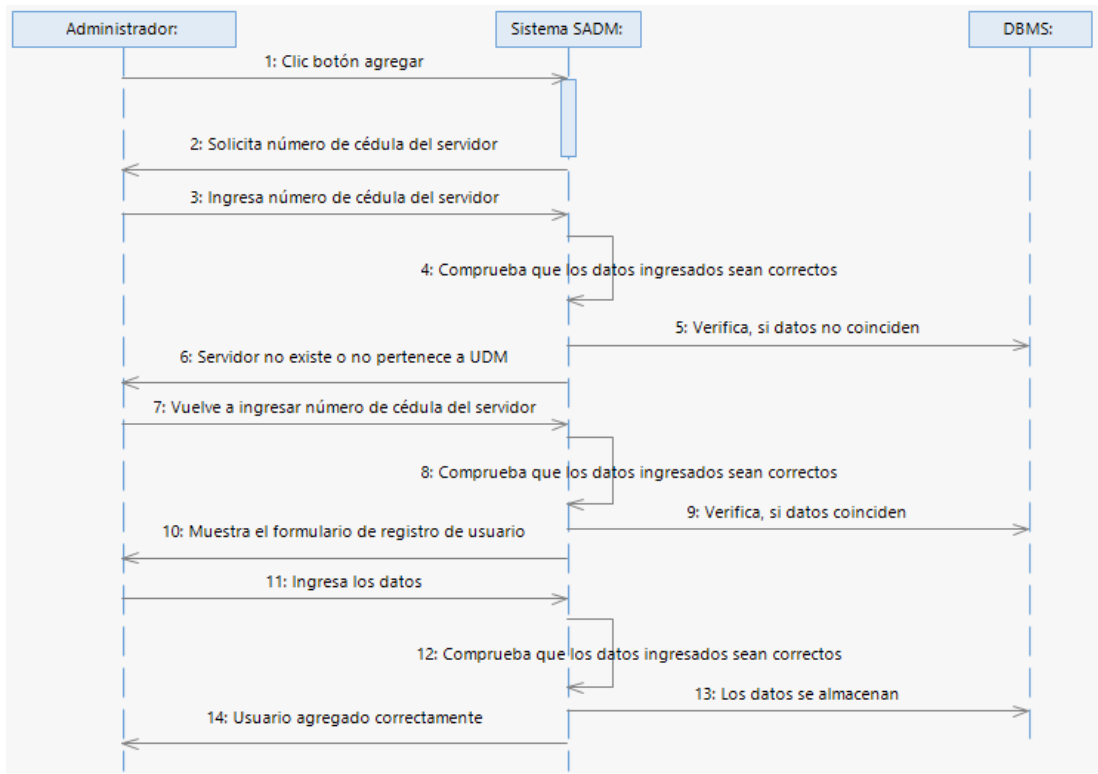 Administrador:
Sistema SADM:
DBMS:
1: Clic botón agregar
2: Solicita número de cédula del servidor
3: Ingresa número de cédula del servidor
4: Comprueba que los datos ingresados sean correctos
5: Verifica, si datos no coinciden
6: Servidor no existe o no pertenece a UDM
7: Vuelve a ingresar número de cédula del servidor
8: Comprueba que los datos ingresados sean correctos
9: Verifica, si datos coinciden
10: Muestra el formulario de registro de usuario
11: Ingresa los datos
12: Comprueba que los datos ingresados sean correctos
13: Los datos se almacenan
14: Usuario agregado correctamente